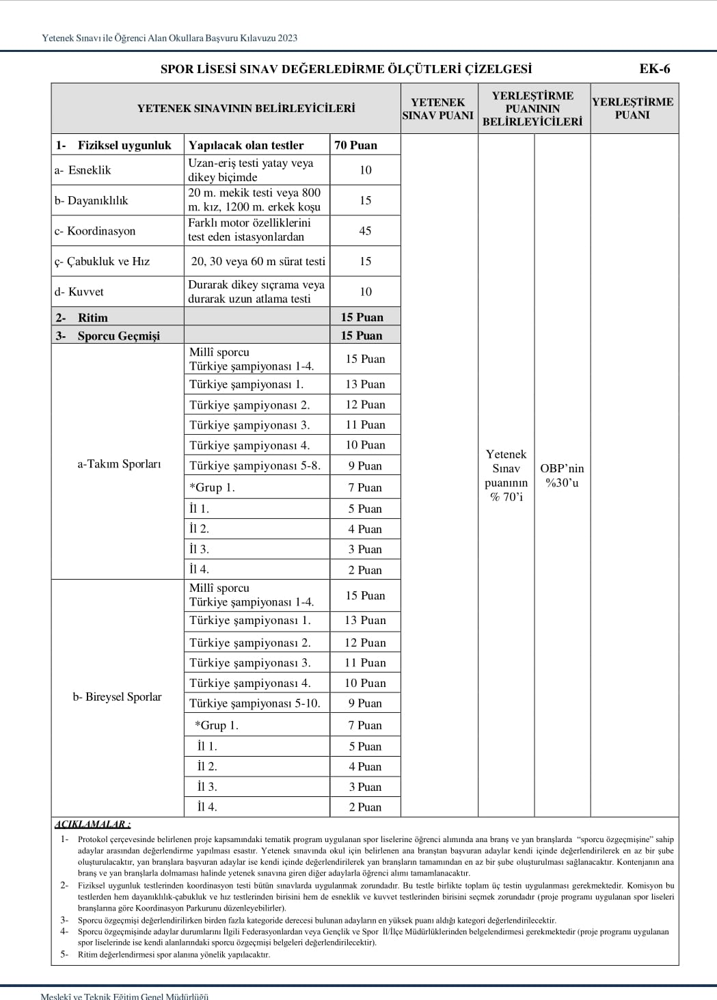 Yetenek Sınavı ile Öğrenci Alan Okullara Başvuru Kılavuzu 2023
SPOR LİSESİ SINAV DEĞERLEDİRME ÖLÇÜTLERİ ÇİZELGESİ
EK-6
YETENEK SINAVININ BELİRLEYİCİLERİ
YETENEK
SINAV PUANI
YERLEŞTİRME
PUANININ
BELİRLEYİCİLERİ
YERLEŞTİRME
PUANI
1- Fiziksel uygunluk
Yapılacak olan testler
70 Puan
a- Esneklik
Uzan-eriş testi yatay veya
dikey biçimde
10
b- Dayanıklılık
20 m. mekik testi veya 800
m. kız, 1200 m. erkek koşu
15
c- Koordinasyon
Farklı motor özelliklerini
test eden istasyonlardan
45
ç- Çabukluk ve Hız
20, 30 veya 60 m sürat testi
15
d- Kuvvet
Durarak dikey sıçrama veya
durarak uzun atlama testi
10
2- Ritim
15 Puan
3- Sporcu Geçmişi
15 Puan
a-Takım Sporları
Millî sporcu
Türkiye şampiyonası 1-4.
15 Puan
Türkiye şampiyonası 1.
13 Puan
Türkiye şampiyonası 2.
12 Puan
Türkiye şampiyonası 3.
11 Puan
Türkiye şampiyonası 4.
10 Puan
Türkiye şampiyonası 5-8.
9 Puan
*Grup 1.
7 Puan
İl 1.
5 Puan
İl 2.
4 Puan
İl 3.
3 Puan
İl 4.
2 Puan
b- Bireysel Sporlar
Millî sporcu
Türkiye şampiyonası 1-4.
15 Puan
Türkiye şampiyonası 1.
13 Puan
Türkiye şampiyonası 2.
12 Puan
Türkiye şampiyonası 3.
11 Puan
Türkiye şampiyonası 4.
10 Puan
Türkiye şampiyonası 5-10.
9 Puan
*Grup 1.
7 Puan
İl 1.
5 Puan
İl 2.
4 Puan
İl 3.
3 Puan
İl 4.
2 Puan
Yetenek
Sınav
puanının
% 70’i
OBP’nin
%30’u
AÇIKLAMALAR :
1- Protokol çerçevesinde belirlenen proje kapsamındaki tematik program uygulanan spor liselerine öğrenci alımında ana branş ve yan branşlarda “sporcu özgeçmişine” sahip
adaylar arasından değerlendirme yapılması esastır. Yetenek sınavında okul için belirlenen ana branştan başvuran adaylar kendi içinde değerlendirilerek en az bir şube
oluşturulacaktır, yan branşlara başvuran adaylar ise kendi içinde değerlendirilerek yan branşların tamamından en az bir şube oluşturulması sağlanacaktır. Kontenjanın ana
branş ve yan branşlarla dolmaması halinde yetenek sınavına giren diğer adaylarla öğrenci alımı tamamlanacaktır.
2- Fiziksel uygunluk testlerinden koordinasyon testi bütün sınavlarda uygulanmak zorundadır. Bu testle birlikte toplam üç testin uygulanması gerekmektedir. Komisyon bu
testlerden hem dayanıklılık-çabukluk ve hız testlerinden birisini hem de esneklik ve kuvvet testlerinden birisini seçmek zorundadır (proje programı uygulanan spor liseleri
branşlarına göre Koordinasyon Parkurunu düzenleyebilirler).
3- Sporcu özgeçmişi değerlendirilirken birden fazla kategoride derecesi bulunan adayların en yüksek puanı aldığı kategori değerlendirilecektir.
4- Sporcu özgeçmişinde adaylar durumlarını İlgili Federasyonlardan veya Gençlik ve Spor İl/İlçe Müdürlüklerinden belgelendirmesi gerekmektedir (proje programı uygulanan
spor liselerinde ise kendi alanlarındaki sporcu özgeçmişi belgeleri değerlendirilecektir).
5- Ritim değerlendirmesi spor alanına yönelik yapılacaktır.
Meslekî ve Teknik Eğitim Genel Müdürlüğü